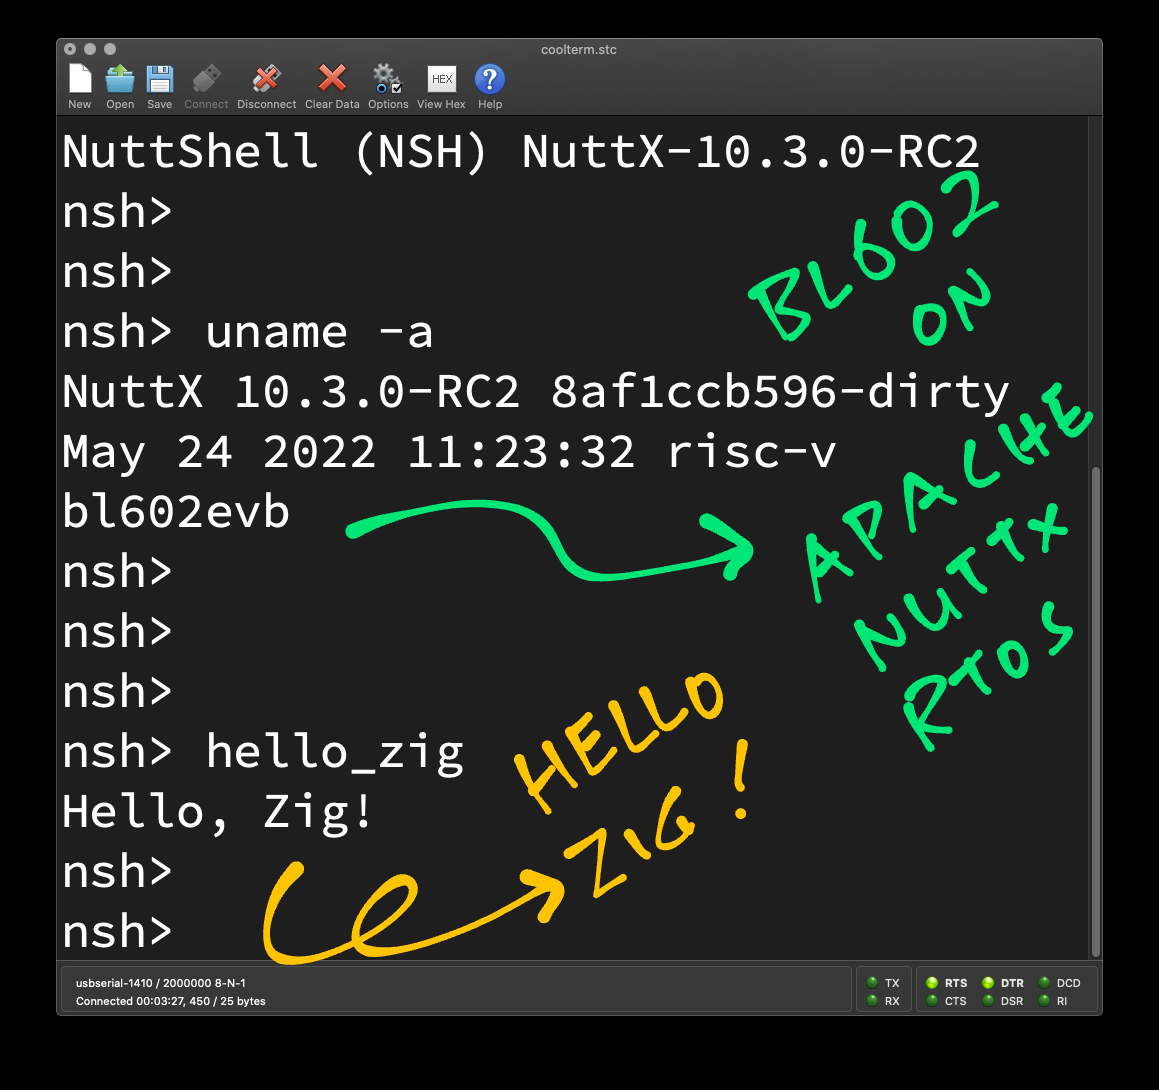 coolterm.stc
New Open Save Connect Disconnect Clear Data Options View Hex Help
HEX
NuttShell (NSH) NuttX-10.3.0-RC2
nsh>
nsh>
nsh> uname -a
NuttX 10.3.0-RC2 8af1ccb596-dirty
May 24 2022 11:23:32 risc-v
bl602evb
nsh>
nsh>
nsh>
nsh> hello_zig
Hello, Zig!
nsh>
nsh>
BL602
ON
APACHE
NUTTX
RTOS
HELLO
ZIG!
usbserial-1410 / 2000000 8-N-1
Connected 00:03:27, 450 / 25 bytes
TX RTS DTR DCD
RX CTS DSR RI